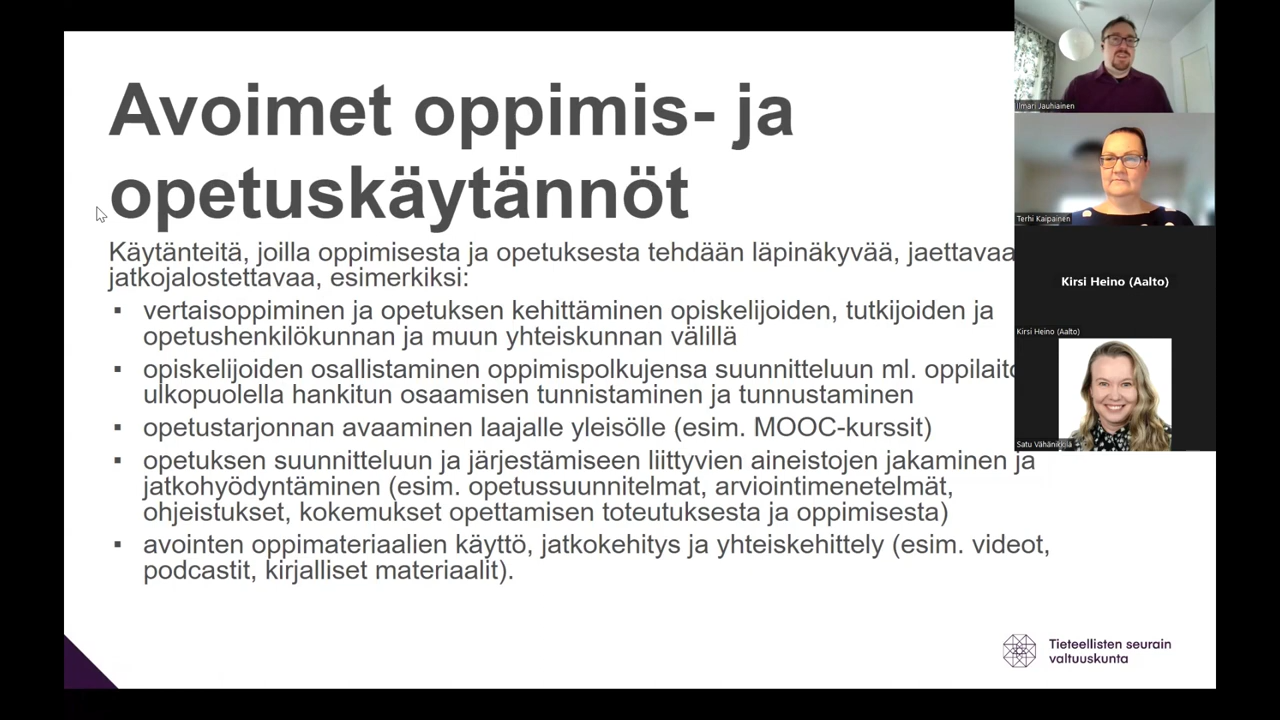 Avoimet oppimis- ja
opetuskäytännöt
Käytänteitä, joilla oppimisesta ja opetuksesta tehdään läpinäkyvää, jaettavaa
jatkojalostettavaa, esimerkiksi:
▪ vertaisoppiminen ja opetuksen kehittäminen opiskelijoiden, tutkijoiden ja
opetushenkilökunnan ja muun yhteiskunnan välillä
▪ opiskelijoiden osallistaminen oppimispolkujensa suunnitteluun ml.
ulkopuolella hankitun osaamisen tunnistaminen ja tunnustaminen
▪ opetustarjonnan avaaminen laajalle yleisölle (esim. MOOC-kurssit)
▪ opetuksen suunnitteluun ja järjestämiseen liittyvien aineistojen jakaminen ja
jatkohyödyntäminen (esim. opetussuunnitelmat, arviointimenetelmät,
ohjeistukset, kokemukset opettamisen toteutuksesta ja oppimisesta)
▪ avointen oppimateriaalien käyttö, jatkokehitys ja yhteiskehittely (esim. videot,
podcastit, kirjalliset materiaalit).
Tieteellisten seurain
valtuuskunta
Ilmari Jauhiainen
Terhi Kaipainen
Kirsi Heino (Aalto)
Kirsi Heino (Aalto)
Satu Vähänikkilä